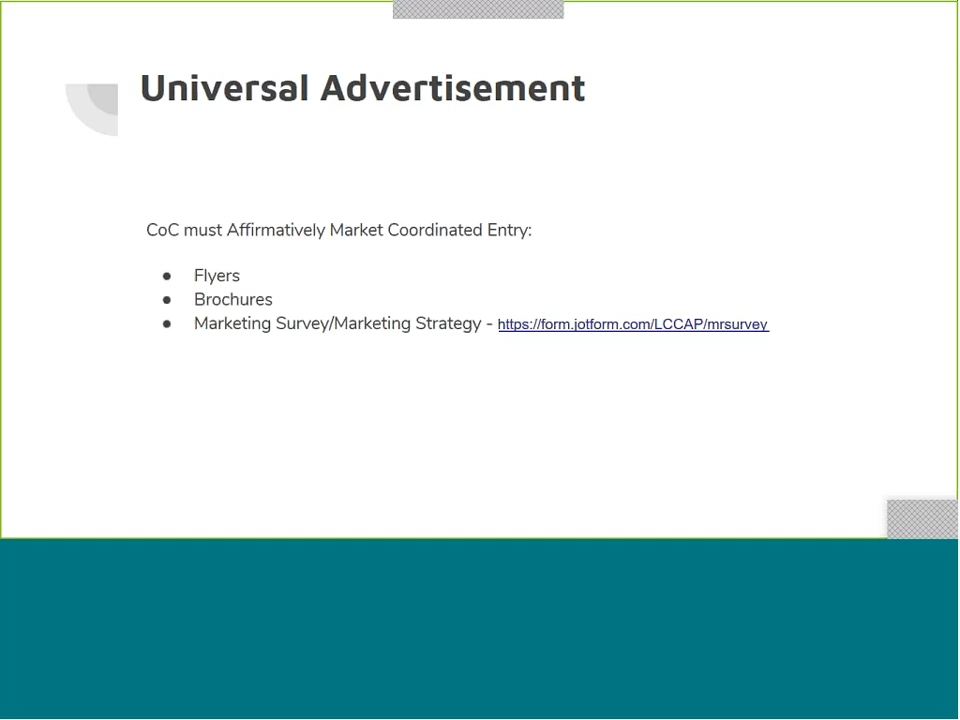 Universal Advertisement
CoC must Affirmatively Market Coordinated Entry:
● Flyers
● Brochures
● Marketing Survey/Marketing Strategy - https://form.jotform.com/LCCAP/mrsurvey